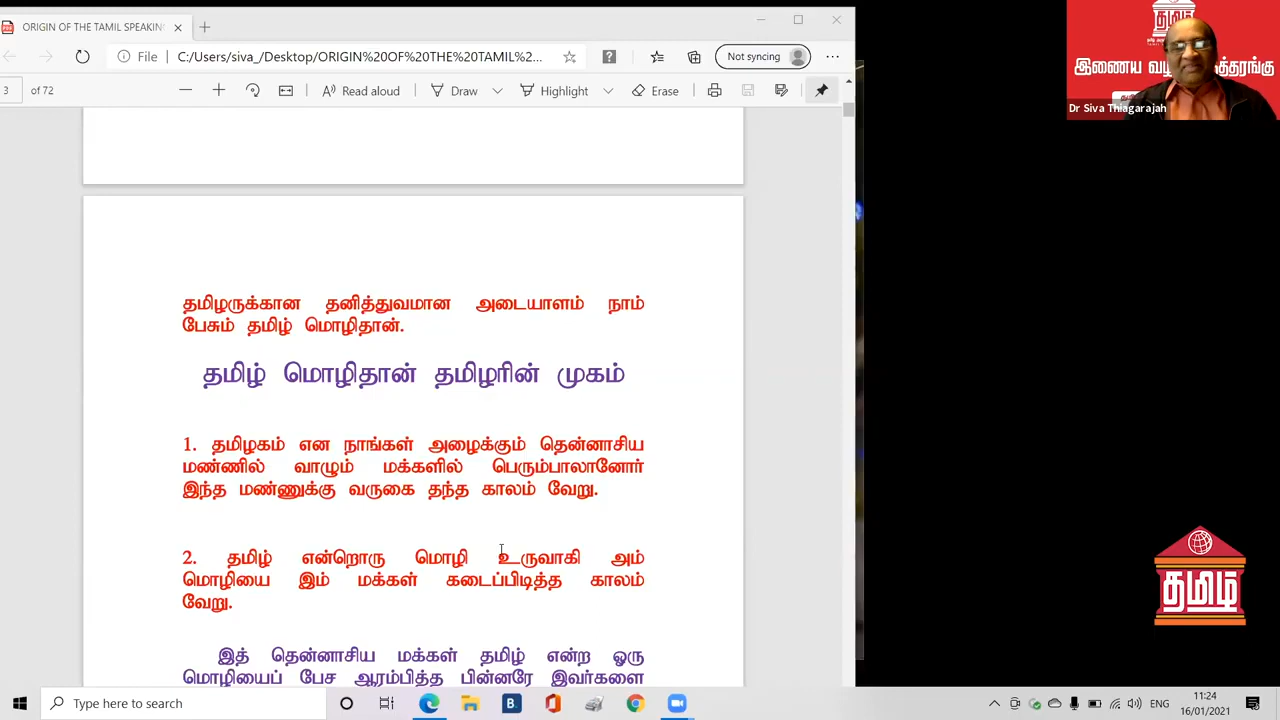 ORIGIN OF THE TAMIL SPEAKIN
File C:/Users/siva_/Desktop/ORIGIN%20OF%20THE%20TAMIL%2...
Not syncing
3 of 72
Read aloud Draw Highlight Erase
தமிழ்
Dr Siva Thiagarajah
தமிழருக்கான தனித்துவமான அடையாளம் நாம்
பேசும் தமிழ் மொழிதான்.
தமிழ் மொழிதான் தமிழரின் முகம்
1. தமிழகம் என நாங்கள் அழைக்கும் தென்னாசிய
மண்ணில் வாழும் மக்களில் பெரும்பாலானோர்
இந்த மண்ணுக்கு வருகை தந்த காலம் வேறு.
2. தமிழ் என்றொரு மொழி உருவாகி அம்
மொழியை இம் மக்கள் கடைப்பிடித்த காலம்
வேறு.
இத் தென்னாசிய மக்கள் தமிழ் என்ற ஒரு
மொழியைப் பேச ஆரம்பித்த பின்னரே இவர்களை
தமிழ்
Type here to search
B.
ENG
11:24
16/01/2021